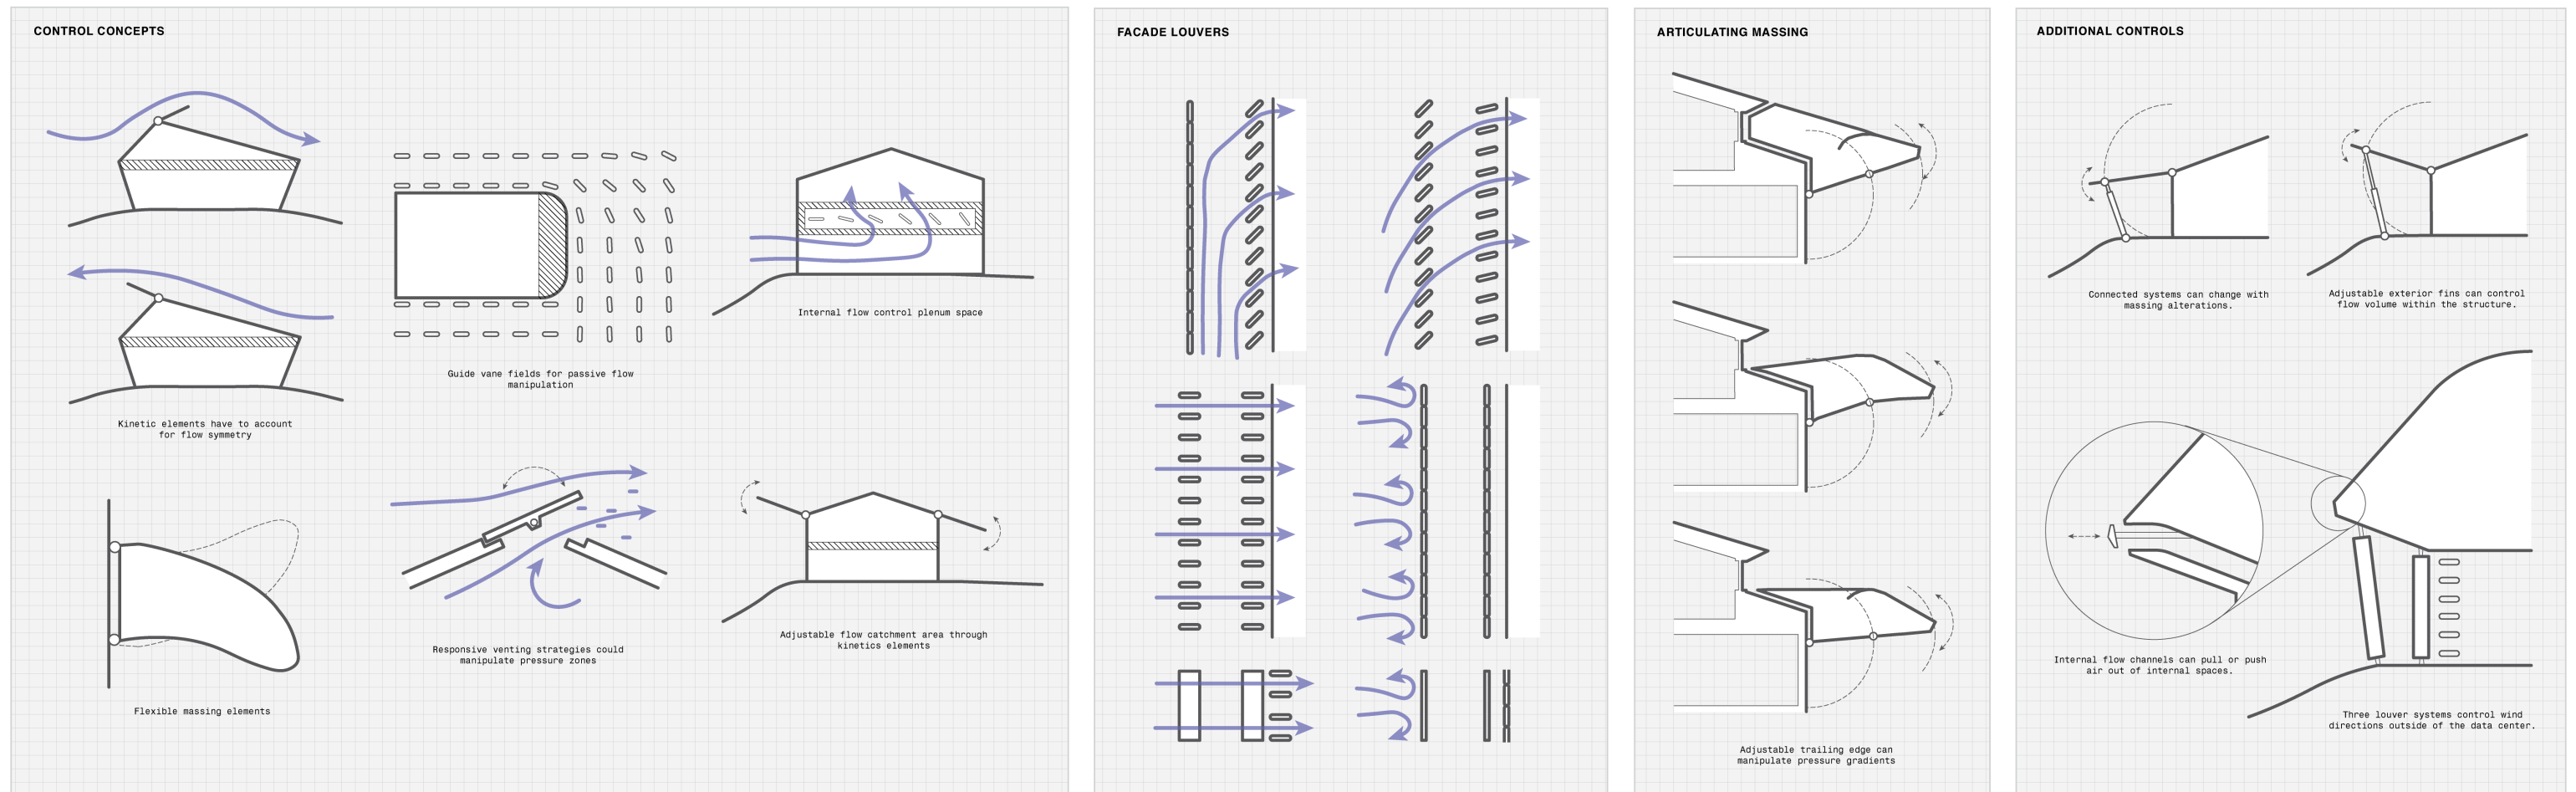 CONTROL CONCEPTS
Internal flow control plenum space
Guide vane fields for passive flow
manipulation
Kinetic elements have to account
for flow symmetry
Adjustable flow catchment area through
kinetics elements
Responsive venting strategies could
manipulate pressure zones
Flexible massing elements
FACADE LOUVERS
ARTICULATING MASSING
Adjustable trailing edge can
manipulate pressure gradients
ADDITIONAL CONTROLS
Connected systems can change with
massing alterations.
Adjustable exterior fins can control
flow volume within the structure.
Internal flow channels can pull or push
air out of internal spaces.
Three louver systems control wind
directions outside of the data center.